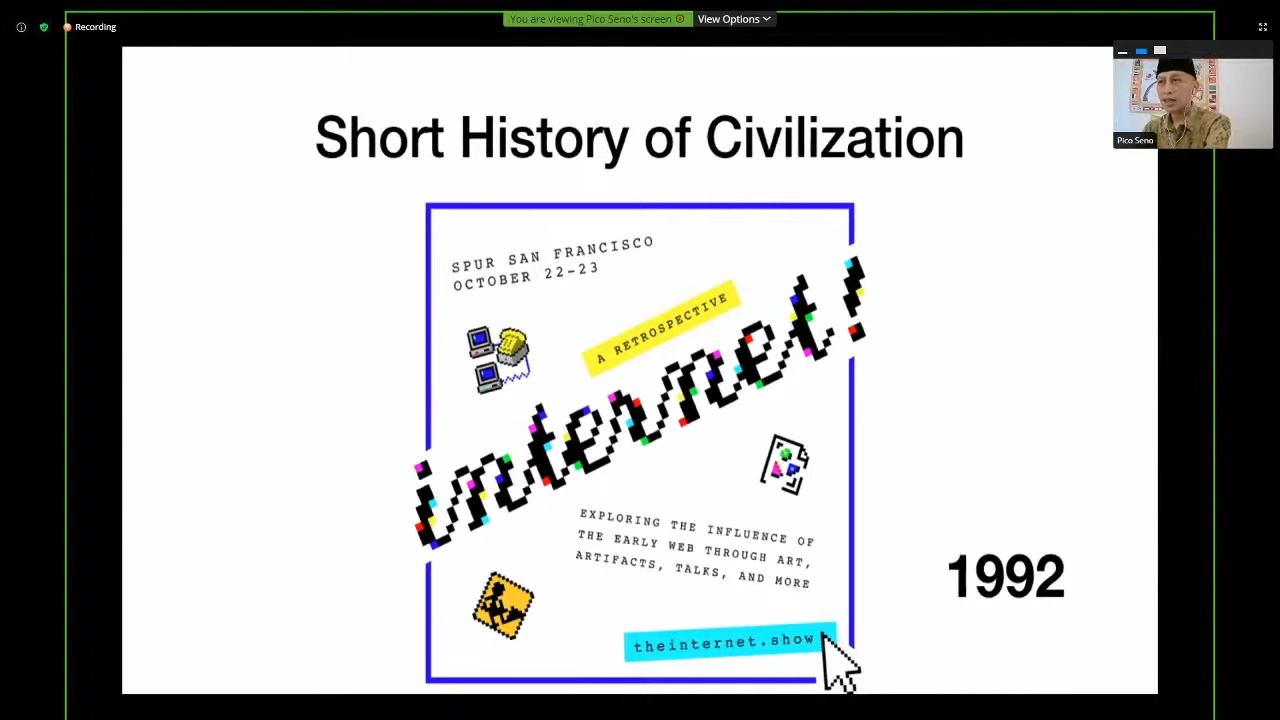 Recording
You are viewing Pico Seno's screen
View Options
Pico Seno
Short History of Civilization
SPUR SAN FRANCISCO
OCTOBER 22-23
A RETROSPECTIVE
internet!
EXPLORING THE INFLUENCE OF
THE EARLY WEB THROUGH ART,
ARTIFACTS, TALKS, AND MORE
1992
theinternet.show